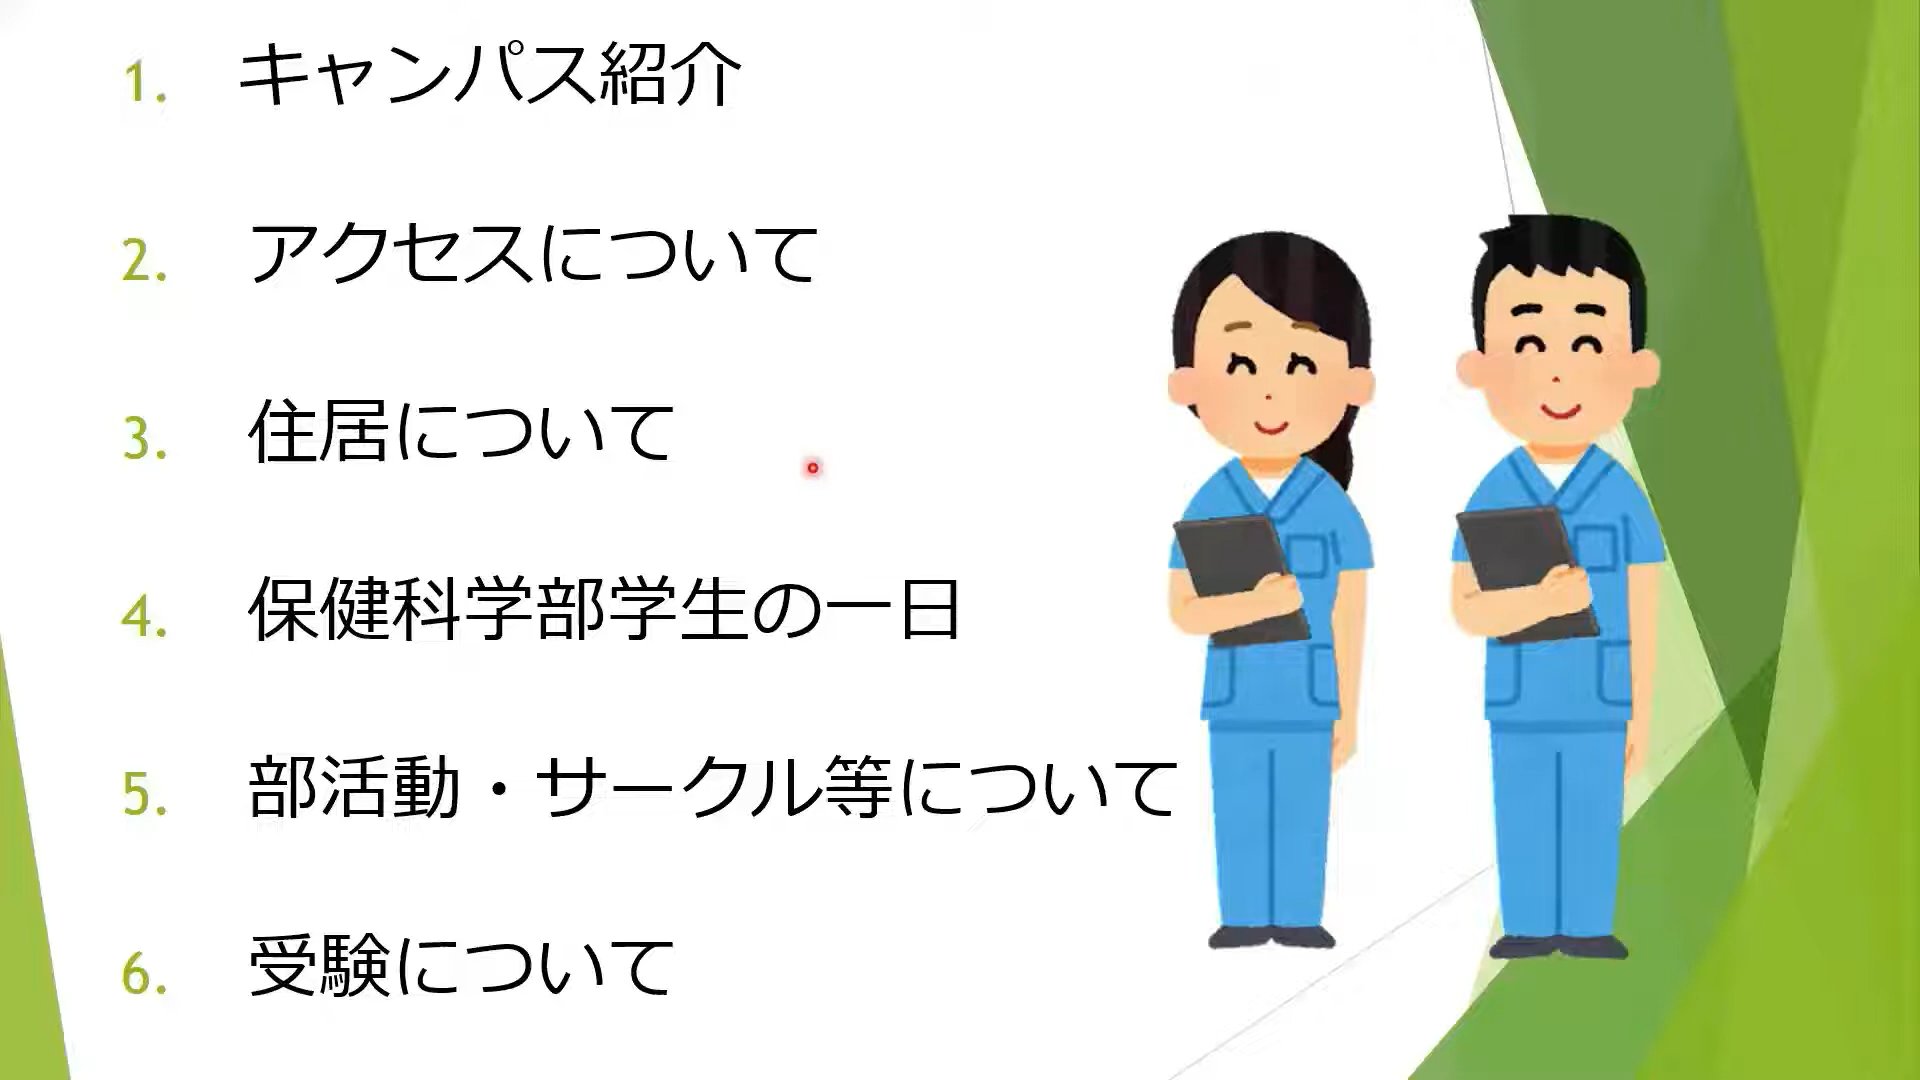 1. キャンパス紹介
2. アクセスについて
3. 住居について
4. 保健科学部学生の一日
5. 部活動・サークル等について
6. 受験について